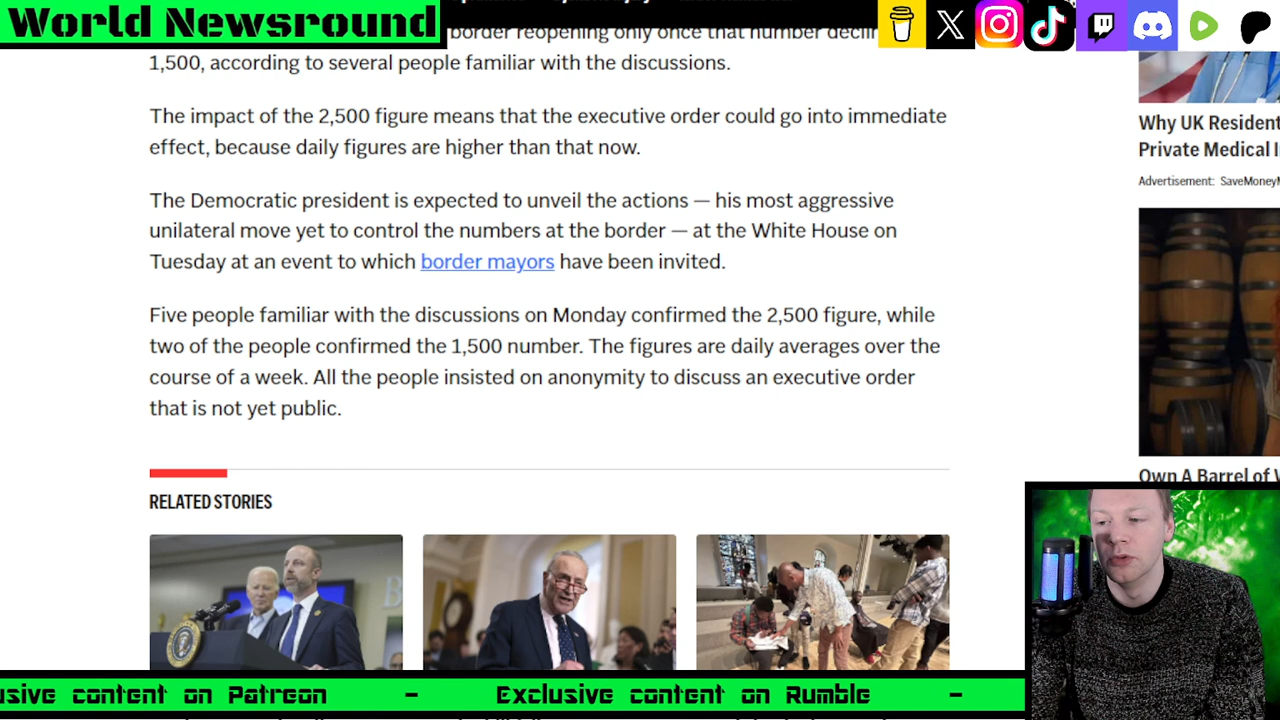 World Newsround
border reopening only once that number
1,500, according to several people familiar with the discussions.
The impact of the 2,500 figure means that the executive order could go into immediate
effect, because daily figures are higher than that now.
The Democratic president is expected to unveil the actions — his most aggressive
unilateral move yet to control the numbers at the border — at the White House on
Tuesday at an event to which border mayors have been invited.
Five people familiar with the discussions on Monday confirmed the 2,500 figure, while
two of the people confirmed the 1,500 number. The figures are daily averages over the
course of a week. All the people insisted on anonymity to discuss an executive order
that is not yet public.
RELATED STORIES
Why UK Resident
Private Medical I
Advertisement: SaveMoneyM
Own A Barrel of W
usive content on Patreon - Exclusive content on Rumble -